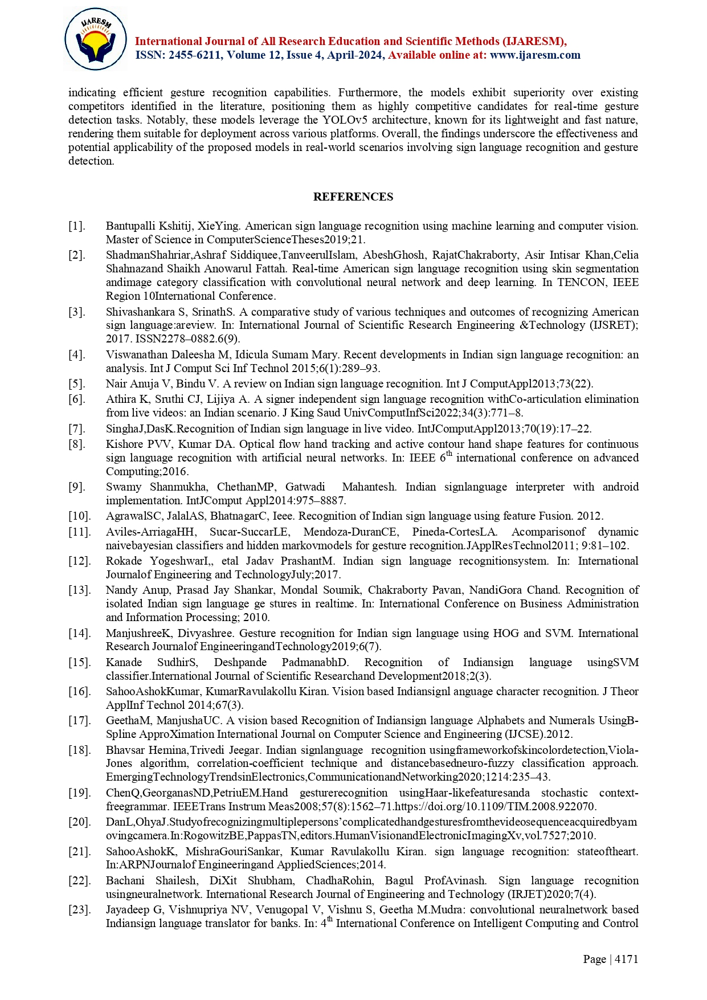 IJARESM
International Journal of All Research Education and Scientific Methods (IJARESM),
ISSN: 2455-6211, Volume 12, Issue 4, April-2024, Available online at: www.ijaresm.com
indicating efficient gesture recognition capabilities. Furthermore, the models exhibit superiority over existing
competitors identified in the literature, positioning them as highly competitive candidates for real-time gesture
detection tasks. Notably, these models leverage the YOLOv5 architecture, known for its lightweight and fast nature,
rendering them suitable for deployment across various platforms. Overall, the findings underscore the effectiveness and
potential applicability of the proposed models in real-world scenarios involving sign language recognition and gesture
detection.
REFERENCES
[1]. Bantupalli Kshitij, XieYing. American sign language recognition using machine learning and computer vision.
Master of Science in ComputerScienceTheses2019;21.
[2]. ShadmanShahriar,Ashraf Siddiquee,TanveerulIslam, AbeshGhosh, RajatChakraborty, Asir Intisar Khan,Celia
Shahnazand Shaikh Anowarul Fattah. Real-time American sign language recognition using skin segmentation
andimage category classification with convolutional neural network and deep learning. In TENCON, IEEE
Region 10International Conference.
[3]. Shivashankara S, SrinathS. A comparative study of various techniques and outcomes of recognizing American
sign language:areview. In: International Journal of Scientific Research Engineering &Technology (IJSRET);
2017. ISSN2278–0882.6(9).
[4]. Viswanathan Daleesha M, Idicula Sumam Mary. Recent developments in Indian sign language recognition: an
analysis. Int J Comput Sci Inf Technol 2015;6(1):289–93.
[5]. Nair Anuja V, Bindu V. A review on Indian sign language recognition. Int J ComputAppl2013;73(22).
[6]. Athira K, Sruthi CJ, Lijiya A. A signer independent sign language recognition withCo-articulation elimination
from live videos: an Indian scenario. J King Saud UnivComputInfSci2022;34(3):771–8.
[7]. SinghaJ,DasK.Recognition of Indian sign language in live video. IntJComputAppl2013;70(19):17–22.
[8]. Kishore PVV, Kumar DA. Optical flow hand tracking and active contour hand shape features for continuous
sign language recognition with artificial neural networks. In: IEEE 6th international conference on advanced
Computing;2016.
[9]. Swamy Shanmukha, ChethanMP, Gatwadi Mahantesh. Indian signlanguage interpreter with android
implementation. IntJComput Appl2014:975–8887.
[10]. AgrawalSC, JalalAS, BhatnagarC, Ieee. Recognition of Indian sign language using feature Fusion. 2012.
[11]. Aviles-ArriagaHH, Sucar-SuccarLE, Mendoza-DuranCE, Pineda-CortesLA. Acomparisonof dynamic
naivebayesian classifiers and hidden markovmodels for gesture recognition.JApplResTechnol2011; 9:81–102.
[12]. Rokade YogeshwarI,, etal Jadav PrashantM. Indian sign language recognitionsystem. In: International
Journalof Engineering and TechnologyJuly;2017.
[13]. Nandy Anup, Prasad Jay Shankar, Mondal Soumik, Chakraborty Pavan, NandiGora Chand. Recognition of
isolated Indian sign language ge stures in realtime. In: International Conference on Business Administration
and Information Processing; 2010.
[14]. ManjushreeK, Divyashree. Gesture recognition for Indian sign language using HOG and SVM. International
Research Journalof EngineeringandTechnology2019;6(7).
[15]. Kanade SudhirS, Deshpande PadmanabhD. Recognition of Indiansign language usingSVM
classifier.International Journal of Scientific Researchand Development2018;2(3).
[16]. SahooAshokKumar, KumarRavulakollu Kiran. Vision based Indiansignl anguage character recognition. J Theor
ApplInf Technol 2014;67(3).
[17]. GeethaM, ManjushaUC. A vision based Recognition of Indiansign language Alphabets and Numerals UsingB-
Spline ApproXimation International Journal on Computer Science and Engineering (IJCSE).2012.
[18]. Bhavsar Hemina,Trivedi Jeegar. Indian signlanguage recognition usingframeworkofskincolordetection,Viola-
Jones algorithm, correlation-coefficient technique and distancebasedneuro-fuzzy classification approach.
EmergingTechnologyTrendsinElectronics,CommunicationandNetworking2020;1214:235–43.
[19]. ChenQ,GeorganasND,PetriuEM.Hand gesturerecognition usingHaar-likefeaturesanda stochastic context-
freegrammar. IEEETrans Instrum Meas2008;57(8):1562–71.https://doi.org/10.1109/TIM.2008.922070.
[20]. DanL,OhyaJ.Studyofrecognizingmultiplepersons’complicatedhandgesturesfromthevideosequenceacquiredbyam
ovingcamera.In:RogowitzBE,PappasTN,editors.HumanVisionandElectronicImagingXv,vol.7527;2010.
[21]. SahooAshokK, MishraGouriSankar, Kumar Ravulakollu Kiran. sign language recognition: stateoftheart.
In:ARPNJournalof Engineeringand AppliedSciences;2014.
[22]. Bachani Shailesh, DiXit Shubham, ChadhaRohin, Bagul ProfAvinash. Sign language recognition
usingneuralnetwork. International Research Journal of Engineering and Technology (IRJET)2020;7(4).
[23]. Jayadeep G, Vishnupriya NV, Venugopal V, Vishnu S, Geetha M.Mudra: convolutional neuralnetwork based
Indiansign language translator for banks. In: 4th International Conference on Intelligent Computing and Control
Page | 4171